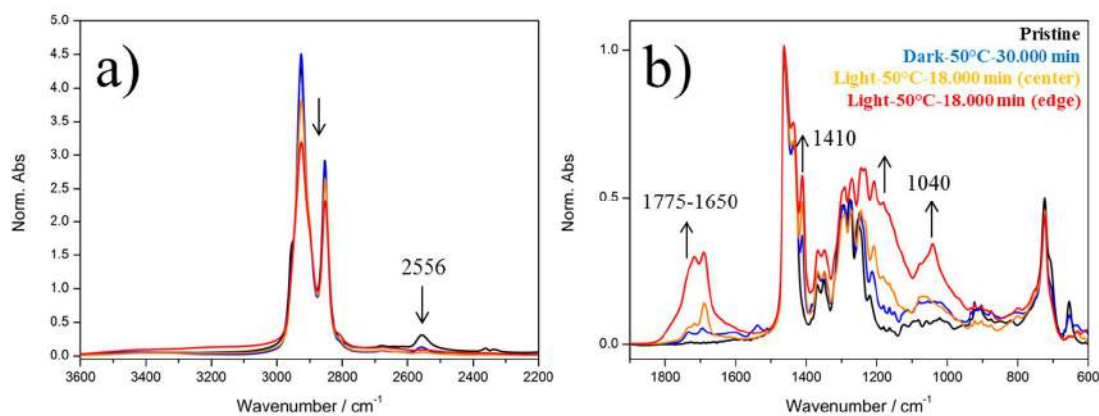 a)
5.0
4.5
4.0
3.5
3.0
2.5
2.0
1.5
1.0
0.5
0.0
Norm. Abs
2556
3600 3400 3200 3000 2800 2600 2400 2200
Wavenumber / cm-1
b)
Pristine
Dark-50°C-30.000 min
Light-50°C-18.000 min (center)
Light-50°C-18.000 min (edge)
1.0
0.5
0.0
Norm. Abs
1775-1650
1410
1040
1800 1600 1400 1200 1000 800 600
Wavenumber / cm-1